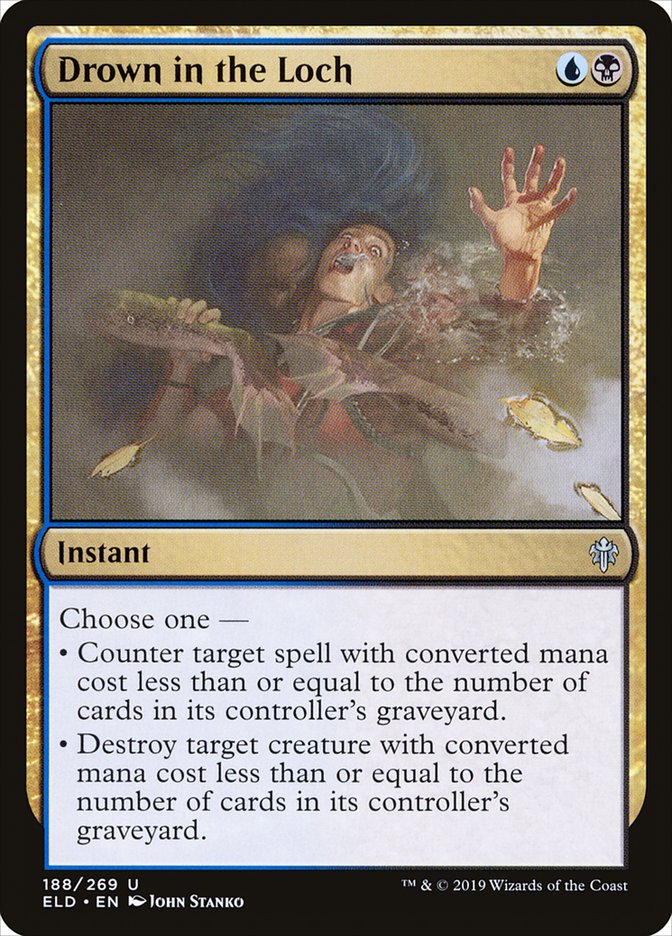 Drown in the Loch
Instant
Choose one —
• Counter target spell with converted mana
cost less than or equal to the number of
cards in its controller's graveyard.
• Destroy target creature with converted
mana cost less than or equal to the
number of cards in its controller's
graveyard.
188/269 U
ELD • EN John Stanko
™ & © 2019 Wizards of the Coast